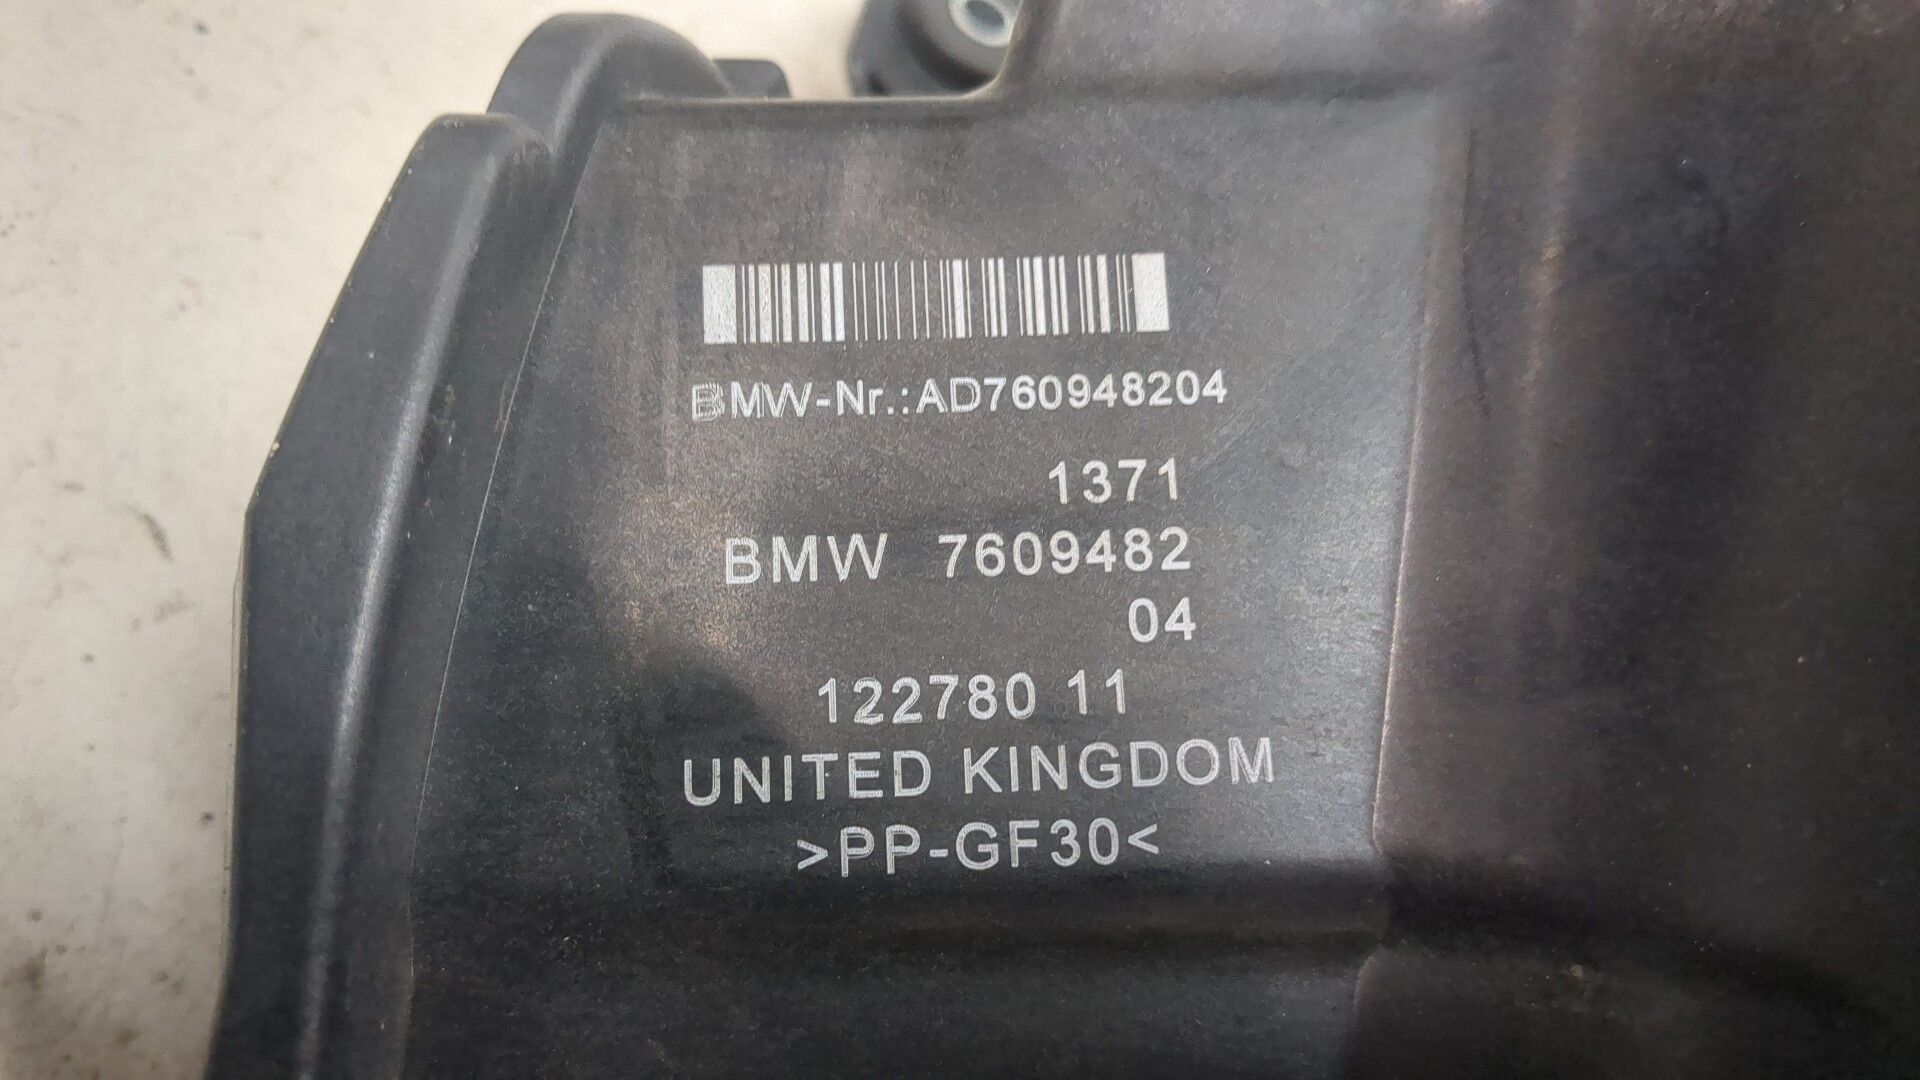 BMW-Nr.:AD760948204
1371
BMW 7609482
04
122780 11
UNITED KINGDOM
>PP-GF30<